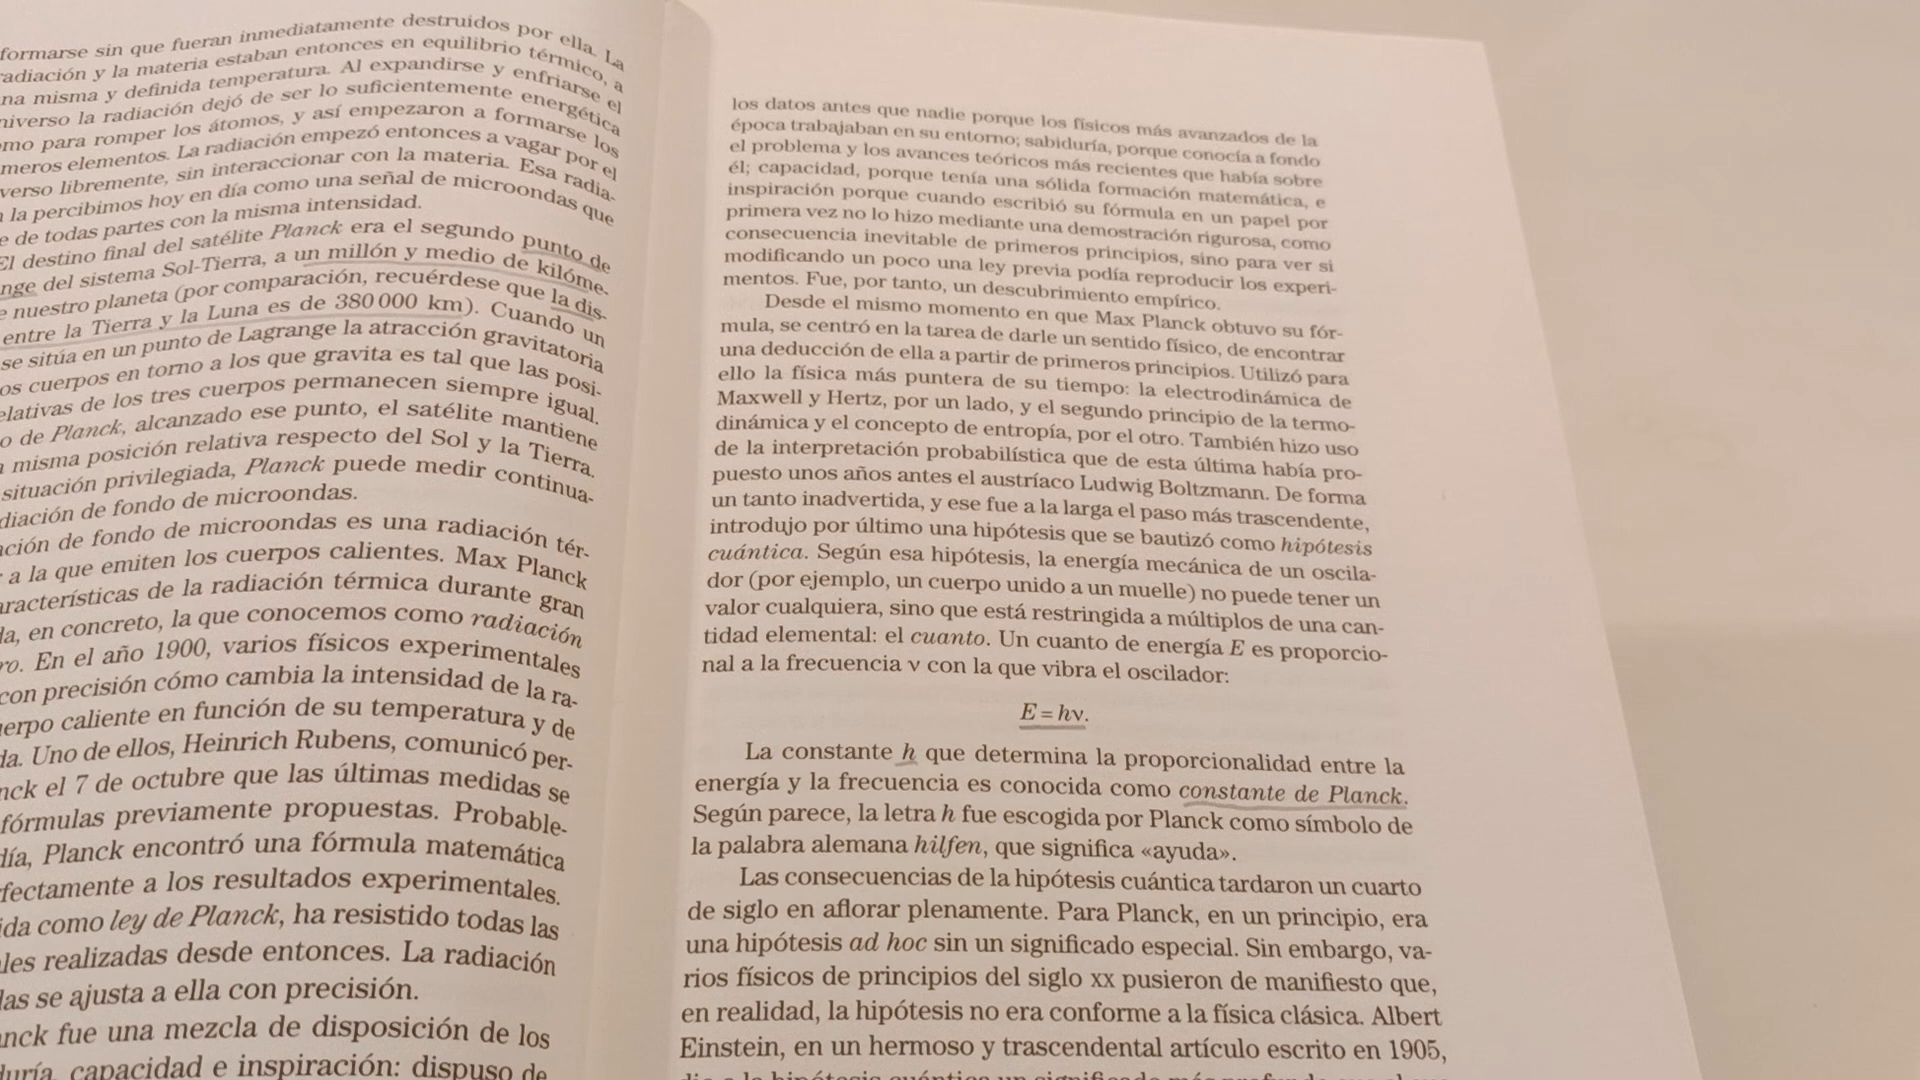 formarse sin que fueran inmediatamente destruidos por ella. La
radiación y la materia estaban entonces en equilibrio térmico, a
una misma y definida temperatura. Al expandirse y enfriarse el
universo la radiación dejó de ser lo suficientemente energética
como para romper los átomos, y así empezaron a formarse los
primeros elementos. La radiación empezó entonces a vagar por el
verso libremente, sin interaccionar con la materia. Esa radia-
la percibimos hoy en día como una señal de microondas que
e de todas partes con la misma intensidad.
El destino final del satélite Planck era el segundo punto de
nge del sistema Sol-Tierra, a un millón y medio de kilóme-
e nuestro planeta (por comparación, recuérdese que la dis-
entre la Tierra y la Luna es de 380 000 km). Cuando un
se sitúa en un punto de Lagrange la atracción gravitatoria
os cuerpos en torno a los que gravita es tal que las posi-
elativas de los tres cuerpos permanecen siempre igual.
o de Planck, alcanzado ese punto, el satélite mantiene
misma posición relativa respecto del Sol y la Tierra.
situación privilegiada, Planck puede medir continua-
diación de fondo de microondas.
ación de fondo de microondas es una radiación tér-
r a la que emiten los cuerpos calientes. Max Planck
aracterísticas de la radiación térmica durante gran
da, en concreto, la que conocemos como radiación
ro. En el año 1900, varios físicos experimentales
con precisión cómo cambia la intensidad de la ra-
uerpo caliente en función de su temperatura y de
da. Uno de ellos, Heinrich Rubens, comunicó per-
nck el 7 de octubre que las últimas medidas se
fórmulas previamente propuestas. Probable-
día, Planck encontró una fórmula matemática
fectamente a los resultados experimentales.
ida como ley de Planck, ha resistido todas las
les realizadas desde entonces. La radiación
das se ajusta a ella con precisión.
nck fue una mezcla de disposición de los
duría, capacidad e inspiración: dispuso de
los datos antes que nadie porque los físicos más avanzados de la
época trabajaban en su entorno; sabiduría, porque conocía a fondo
el problema y los avances teóricos más recientes que había sobre
él; capacidad, porque tenía una sólida formación matemática, e
inspiración porque cuando escribió su fórmula en un papel por
primera vez no lo hizo mediante una demostración rigurosa, como
consecuencia inevitable de primeros principios, sino para ver si
modificando un poco una ley previa podía reproducir los experi-
mentos. Fue, por tanto, un descubrimiento empírico.
Desde el mismo momento en que Max Planck obtuvo su fór-
mula, se centró en la tarea de darle un sentido físico, de encontrar
una deducción de ella a partir de primeros principios. Utilizó para
ello la física más puntera de su tiempo: la electrodinámica de
Maxwell y Hertz, por un lado, y el segundo principio de la termo-
dinámica y el concepto de entropía, por el otro. También hizo uso
de la interpretación probabilística que de esta última había pro-
puesto unos años antes el austríaco Ludwig Boltzmann. De forma
un tanto inadvertida, y ese fue a la larga el paso más trascendente,
introdujo por último una hipótesis que se bautizó como hipótesis
cuántica. Según esa hipótesis, la energía mecánica de un oscila-
dor (por ejemplo, un cuerpo unido a un muelle) no puede tener un
valor cualquiera, sino que está restringida a múltiplos de una can-
tidad elemental: el cuanto. Un cuanto de energía E es proporcio-
nal a la frecuencia ν con la que vibra el oscilador:
E = hν.
La constante h que determina la proporcionalidad entre la
energía y la frecuencia es conocida como constante de Planck.
Según parece, la letra h fue escogida por Planck como símbolo de
la palabra alemana hilfen, que significa «ayuda».
Las consecuencias de la hipótesis cuántica tardaron un cuarto
de siglo en aflorar plenamente. Para Planck, en un principio, era
una hipótesis ad hoc sin un significado especial. Sin embargo, va-
rios físicos de principios del siglo XX pusieron de manifiesto que,
en realidad, la hipótesis no era conforme a la física clásica. Albert
Einstein, en un hermoso y trascendental artículo escrito en 1905,